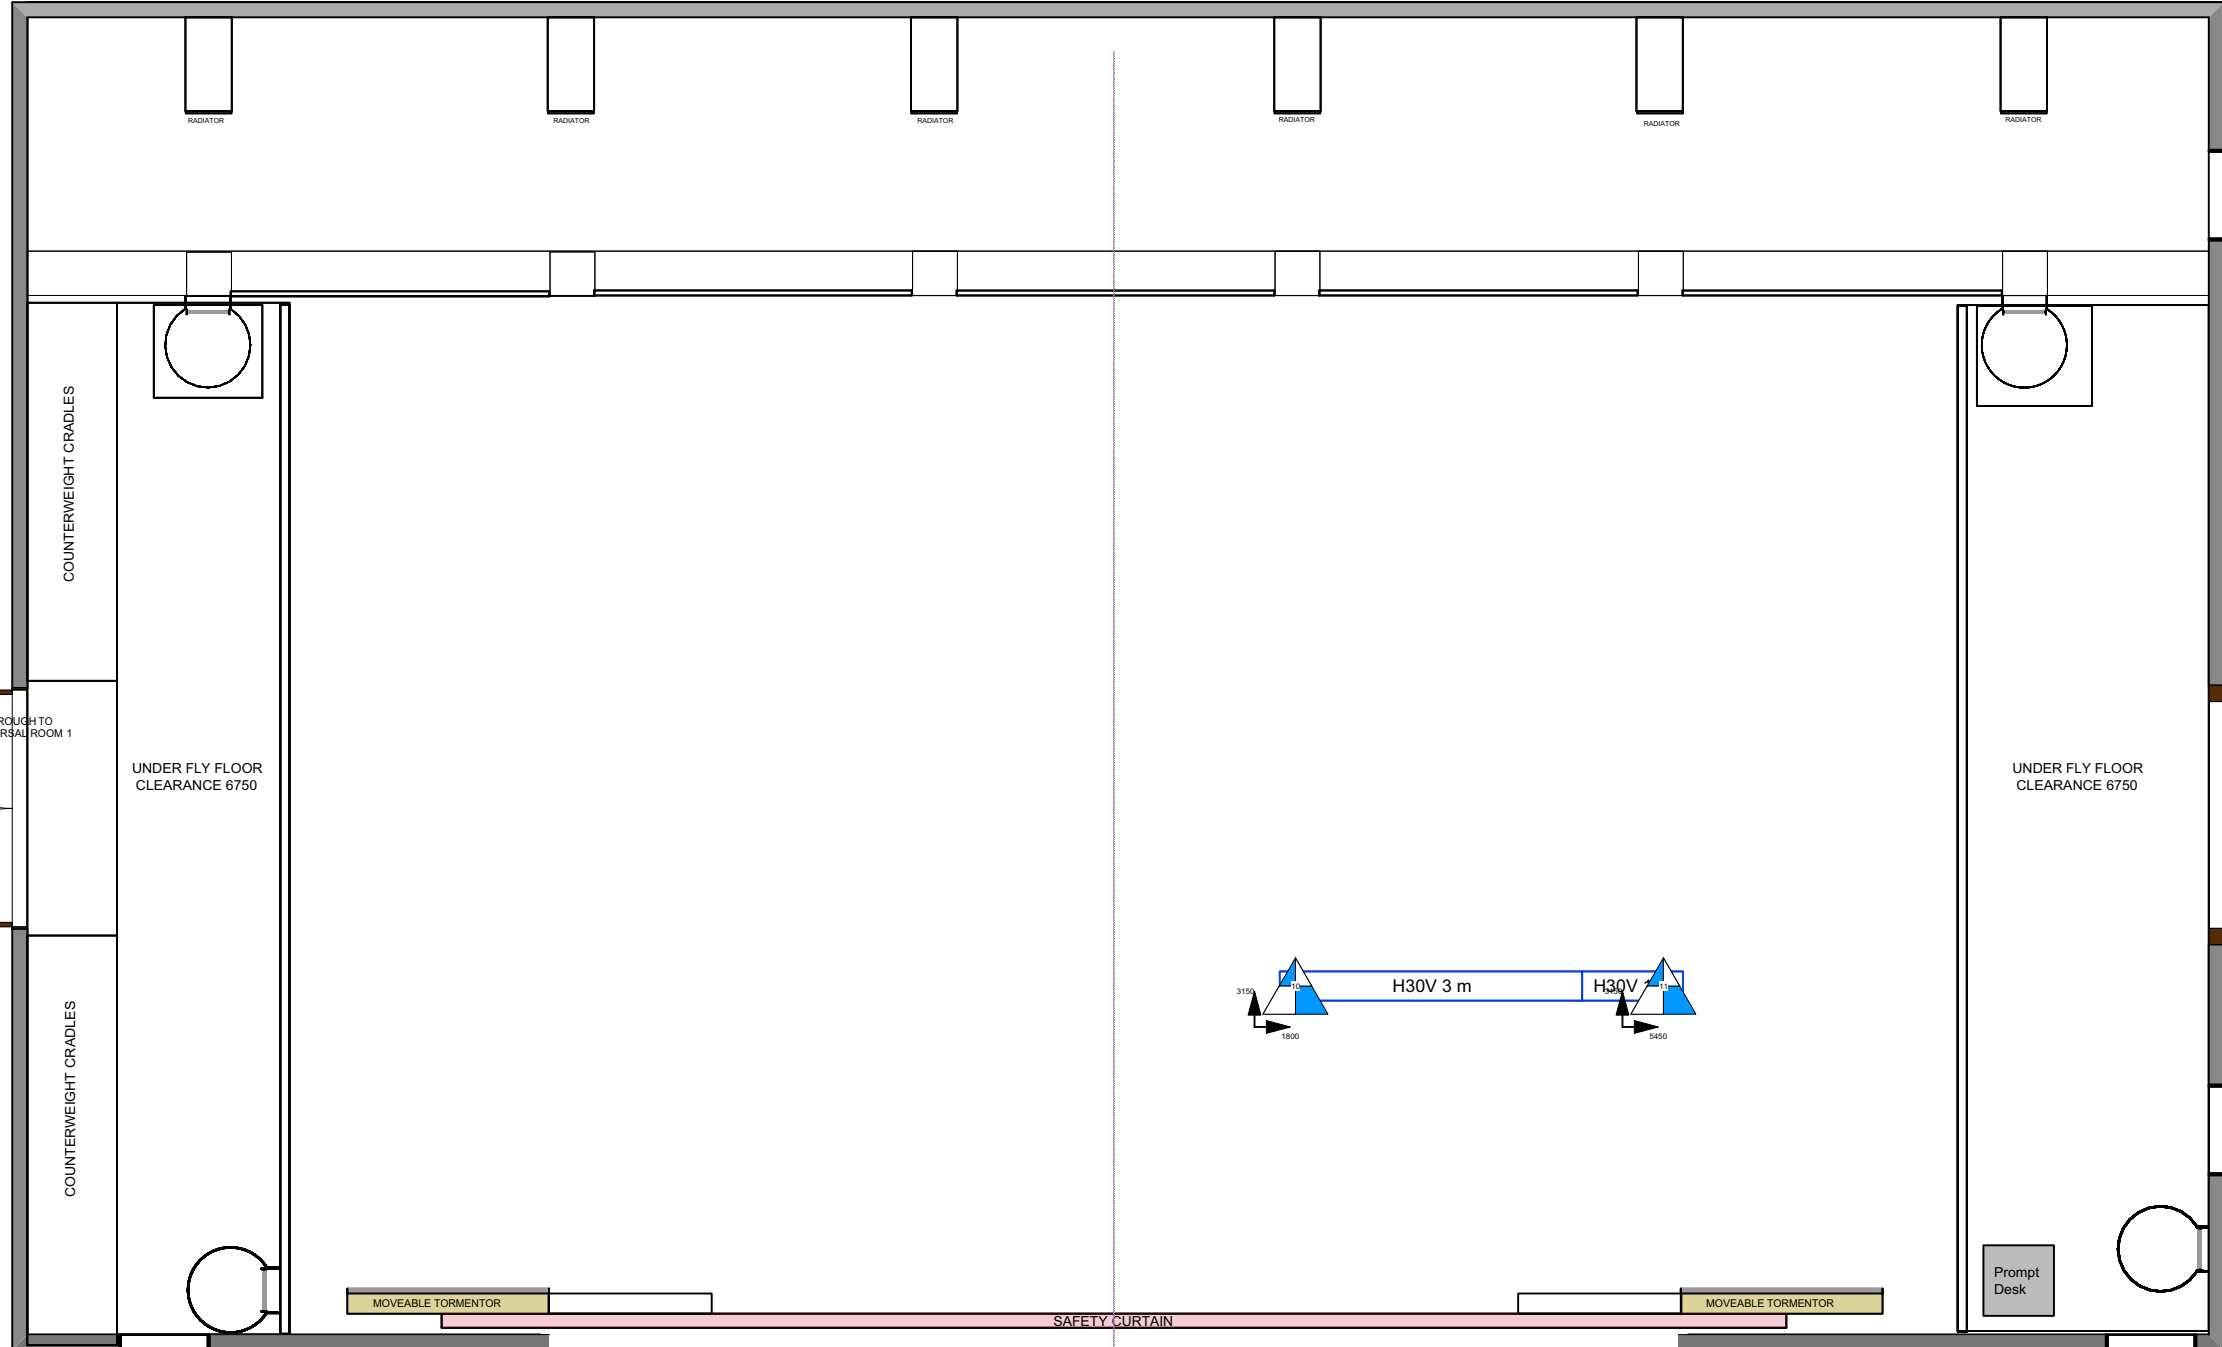 RADIATOR
RADIATOR
RADIATOR
RADIATOR
RADIATOR
RADIATOR
COUNTERWEIGHT CRADLES
ROUGH TO
RSAL ROOM 1
UNDER FLY FLOOR
CLEARANCE 6750
UNDER FLY FLOOR
CLEARANCE 6750
10
H30V 3 m
H30V
11
3150
1800
5450
COUNTERWEIGHT CRADLES
Prompt
Desk
MOVEABLE TORMENTOR
MOVEABLE TORMENTOR
SAFETY CURTAIN